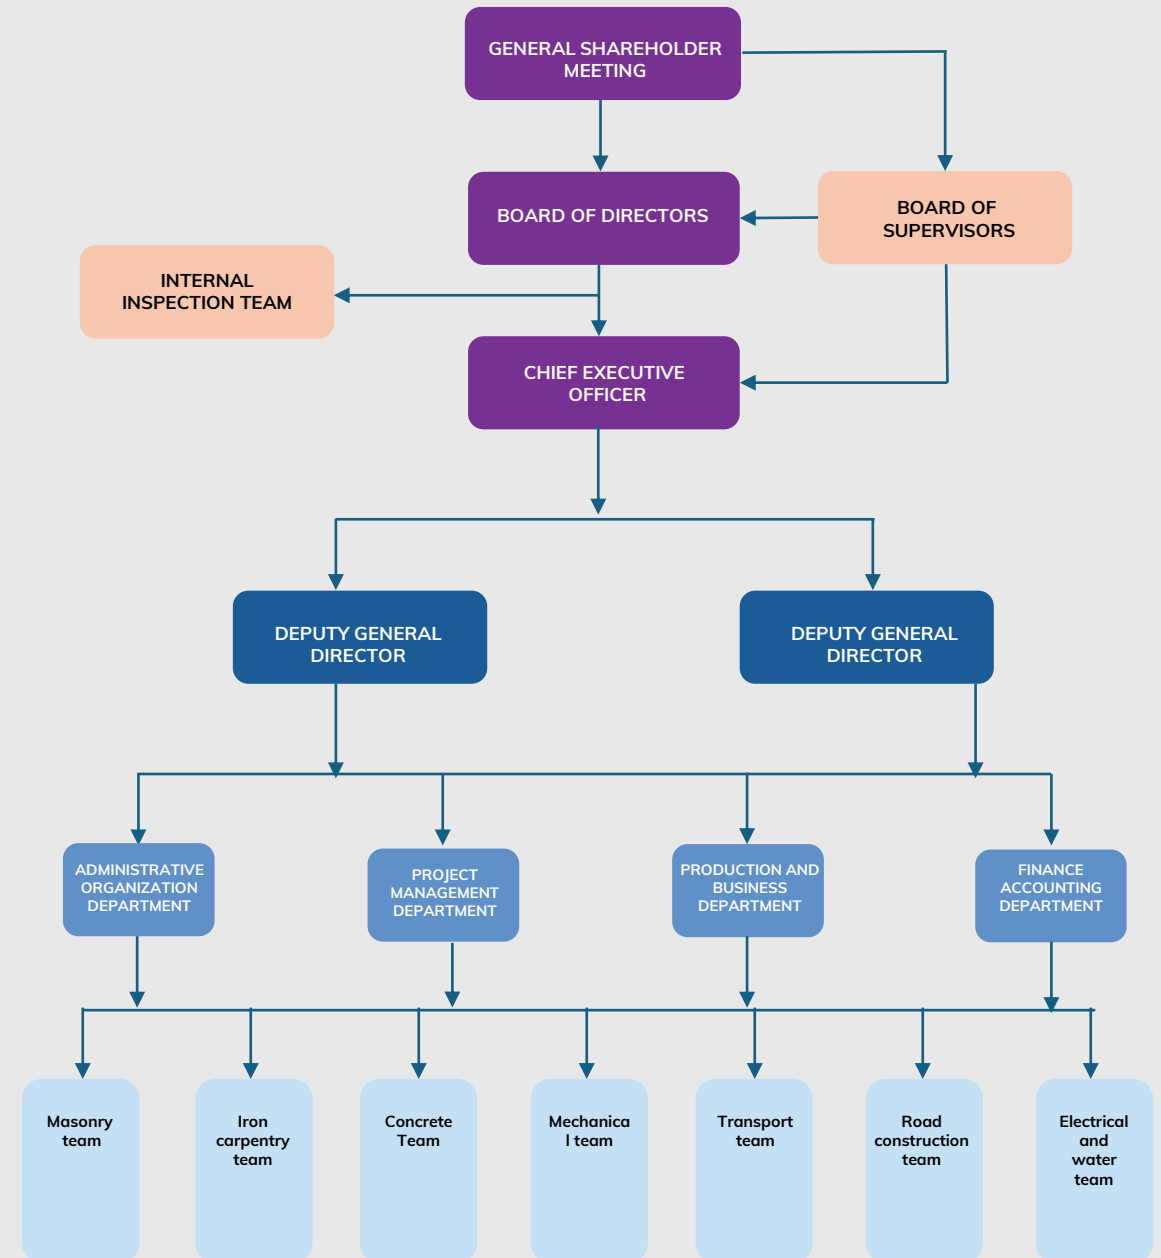 GENERAL SHAREHOLDER
MEETING
BOARD OF DIRECTORS
BOARD OF
SUPERVISORS
INTERNAL
INSPECTION TEAM
CHIEF EXECUTIVE
OFFICER
DEPUTY GENERAL
DIRECTOR
DEPUTY GENERAL
DIRECTOR
ADMINISTRATIVE
ORGANIZATION
DEPARTMENT
PROJECT
MANAGEMENT
DEPARTMENT
PRODUCTION AND
BUSINESS
DEPARTMENT
FINANCE
ACCOUNTING
DEPARTMENT
Masonry
team
Iron
carpentry
team
Concrete
Team
Mechanica
l team
Transport
team
Road
construction
team
Electrical
and
water
team